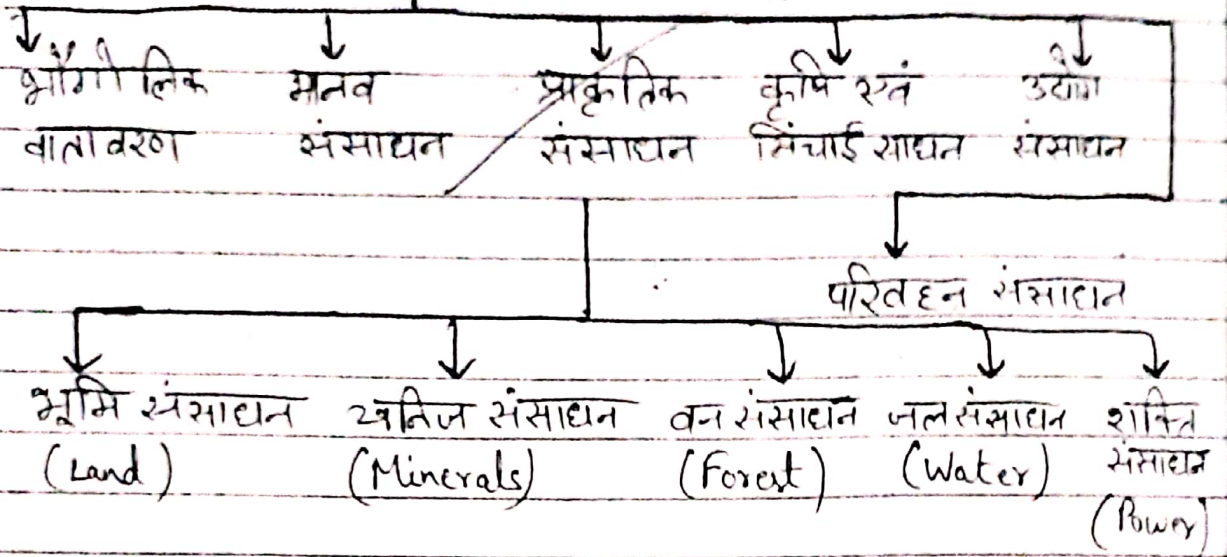 भौगोलिक मानव प्राकृतिक कृषि एवं उद्योग
वातावरण संसाधन संसाधन सिंचाई साधन संसाधन
परिवहन संसाधन
भूमि संसाधन खनिज संसाधन वन संसाधन जल संसाधन शक्ति
(Land) (Minerals) (Forest) (Water) संसाधन
(Power)